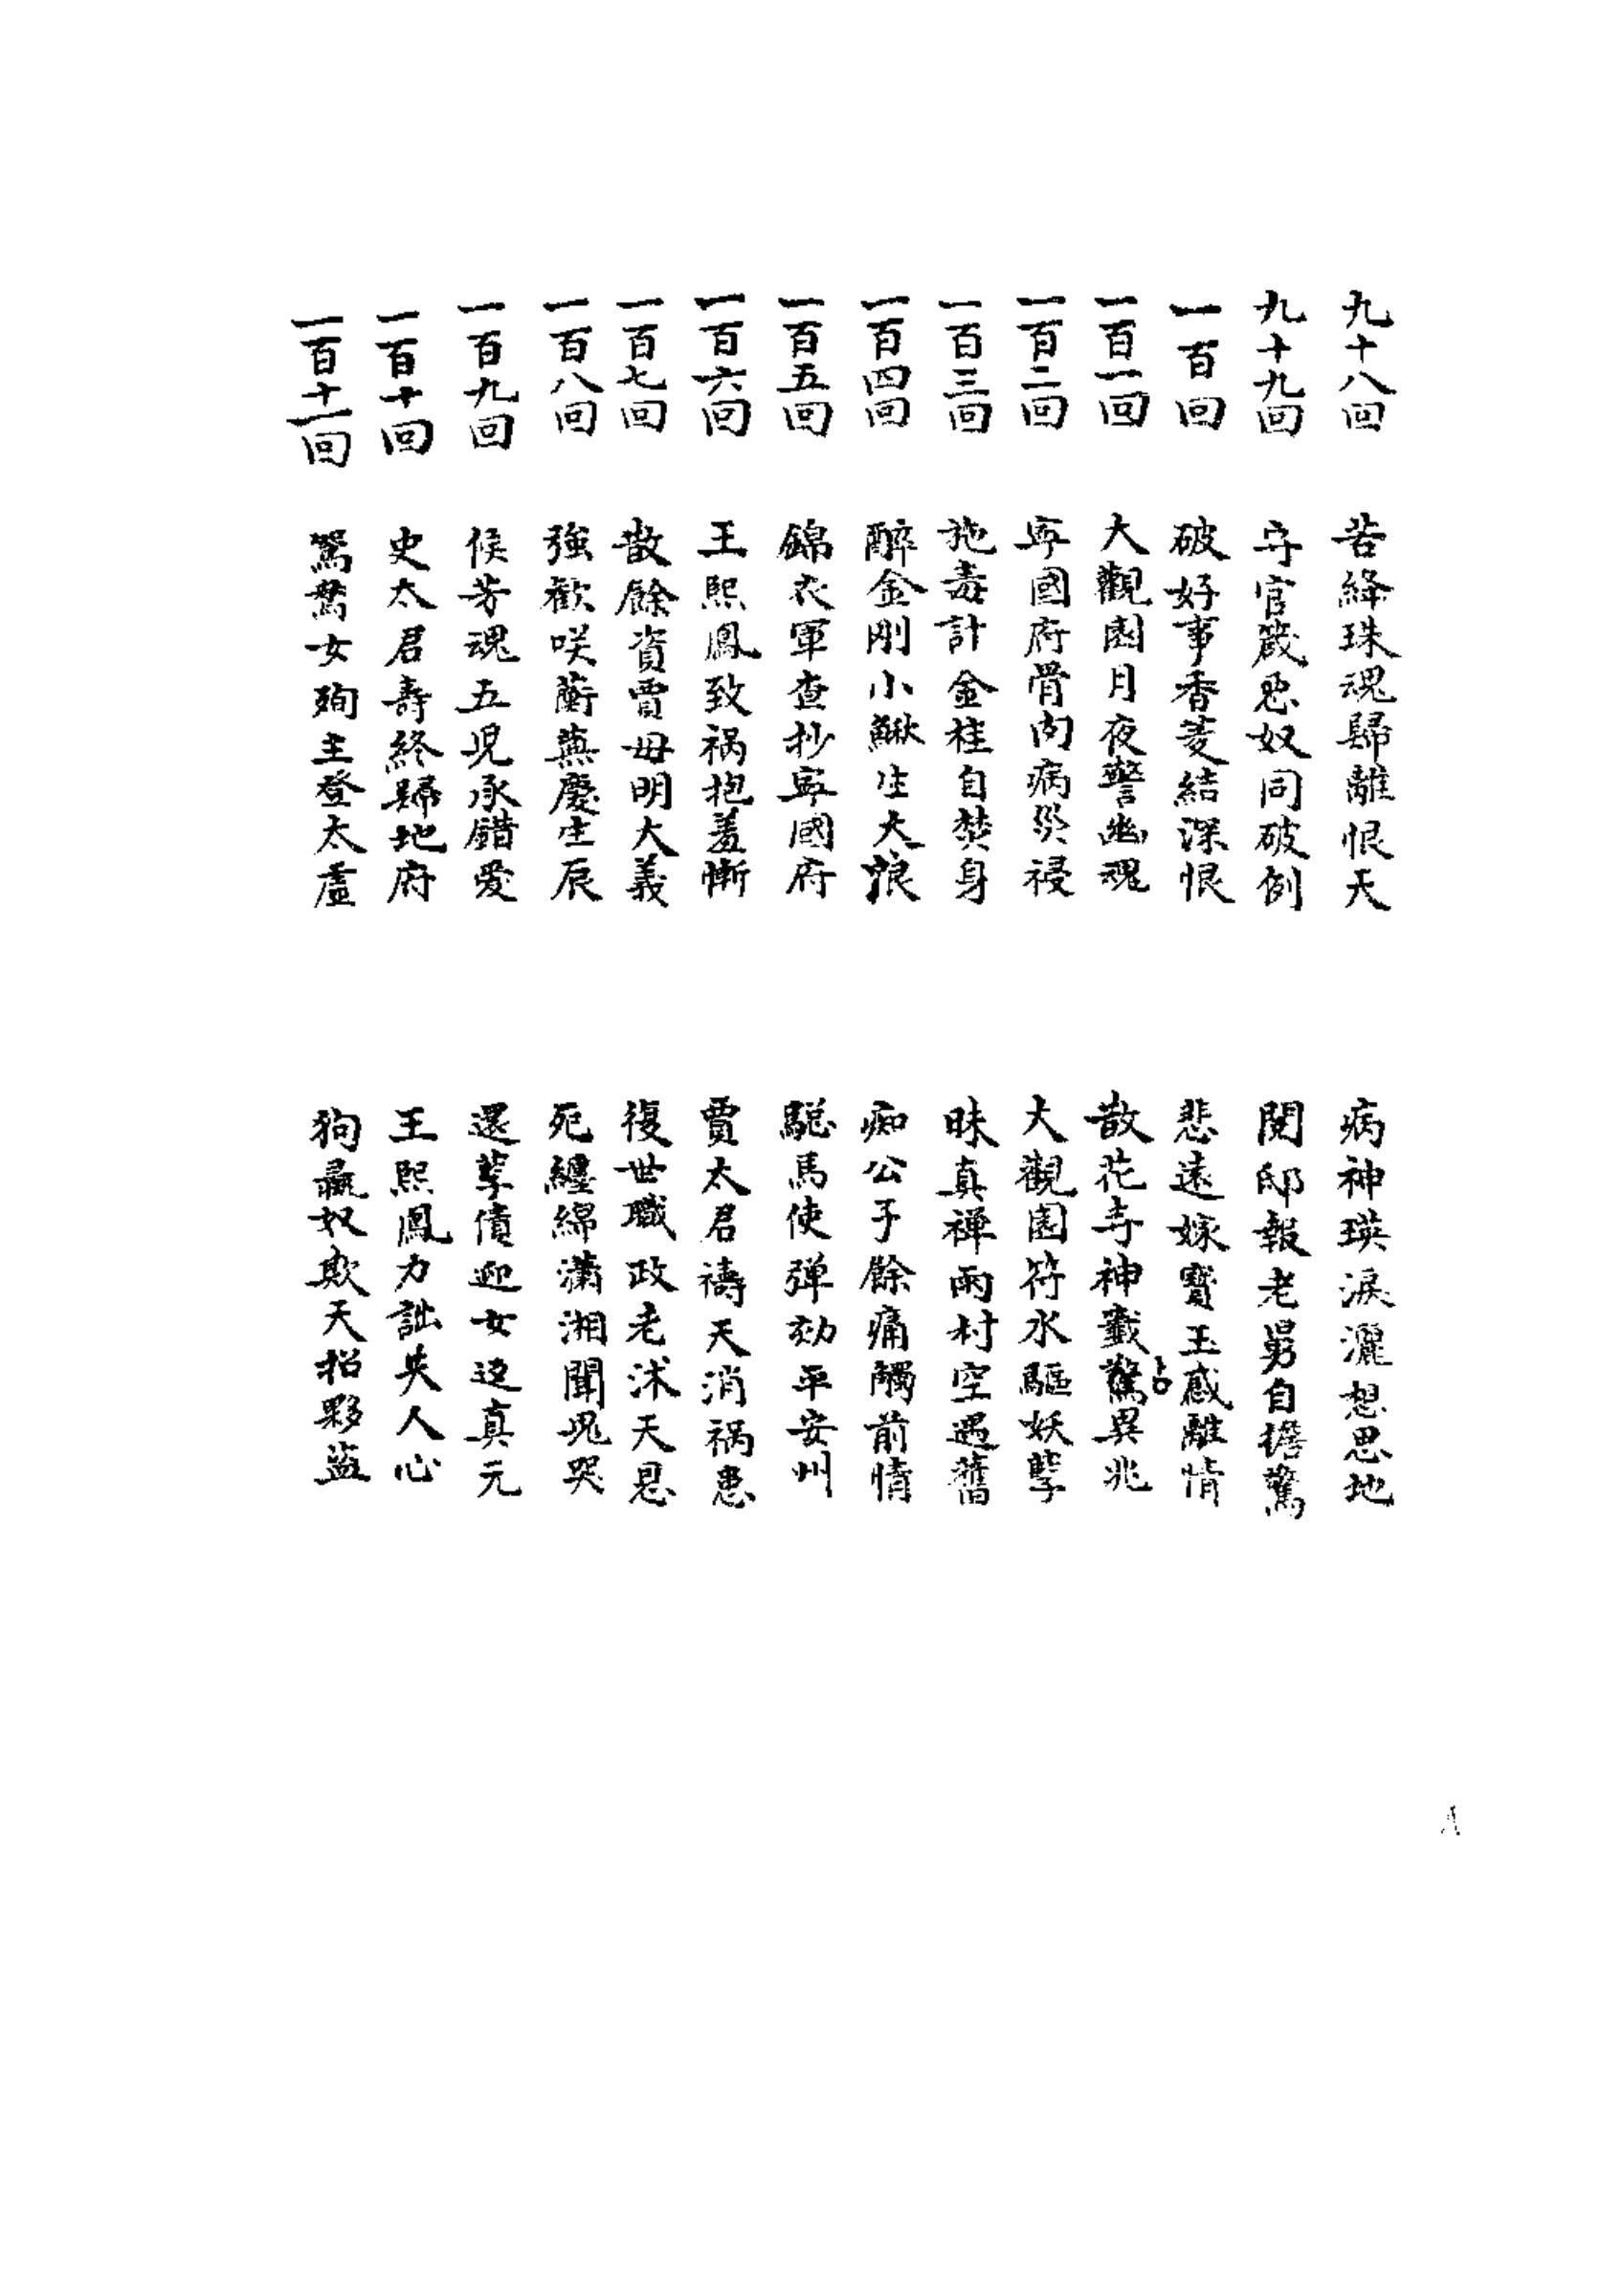 九十八回　苦絳珠魂歸離恨天　病神瑛淚灑想思地
九十九回　守官箴惡奴同破例　閱邸報老舅自擔驚
一百回　破好事香菱結深恨　悲遠嫁寶玉感離情
一百一回　大觀園月夜警幽魂　散花寺神籤驚占異兆
一百二回　寧國府骨肉病災祲　大觀園符水驅妖孽
一百三回　施毒計金桂自焚身　昧真禅雨村空遇舊
一百四回　醉金剛小鰍生大浪　痴公子餘痛觸前情
一百五回　錦衣軍查抄寧國府　驄馬使弹劾平安州
一百六回　王熙鳳致祸抱羞慚　賈太君禱天消祸患
一百七回　散餘資賈母明大義　復世職政老沐天恩
一百八回　強歡咲蘅蕪慶生辰　死纏綿瀟湘聞鬼哭
一百九回　候芳魂五児承錯愛　還孽債迎女返真元
一百十回　史太君壽終歸地府　王熙鳳力詘失人心
一百十一回　鴛鴦女殉主登太虛　狗彘奴欺天招夥盜